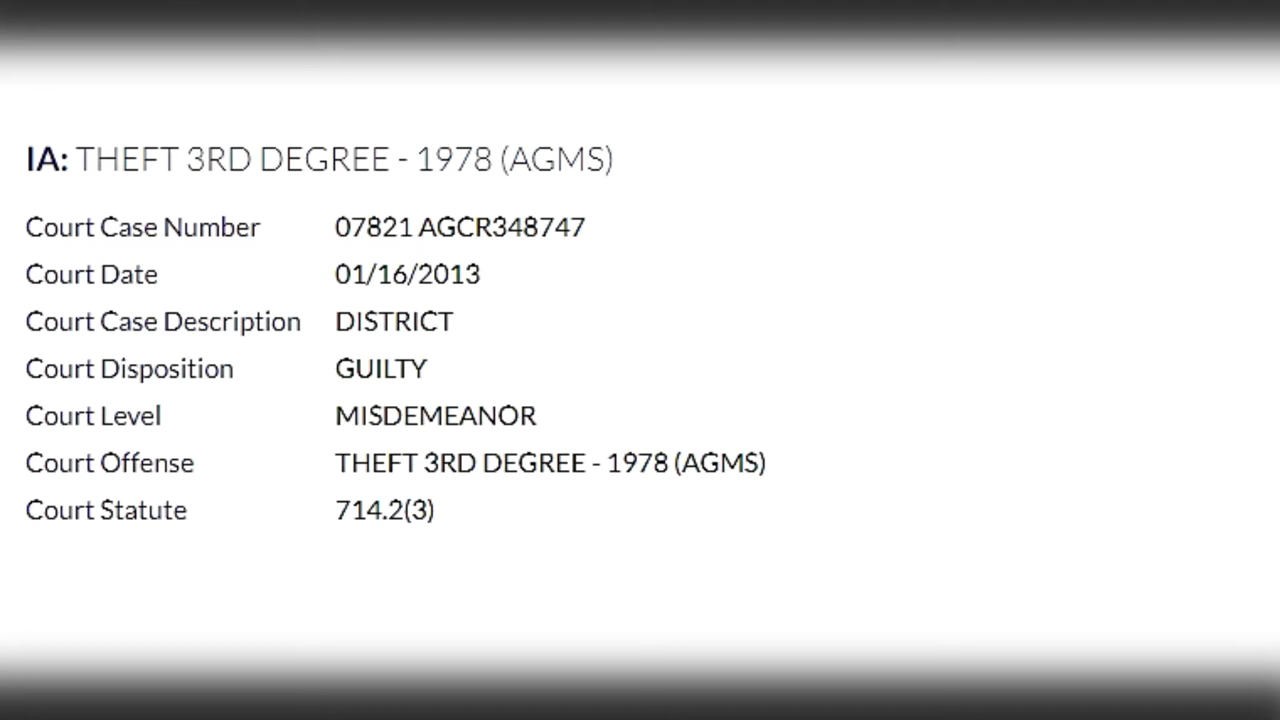 IA: THEFT 3RD DEGREE - 1978 (AGMS)
Court Case Number 07821 AGCR348747
Court Date 01/16/2013
Court Case Description DISTRICT
Court Disposition GUILTY
Court Level MISDEMEANOR
Court Offense THEFT 3RD DEGREE - 1978 (AGMS)
Court Statute 714.2(3)